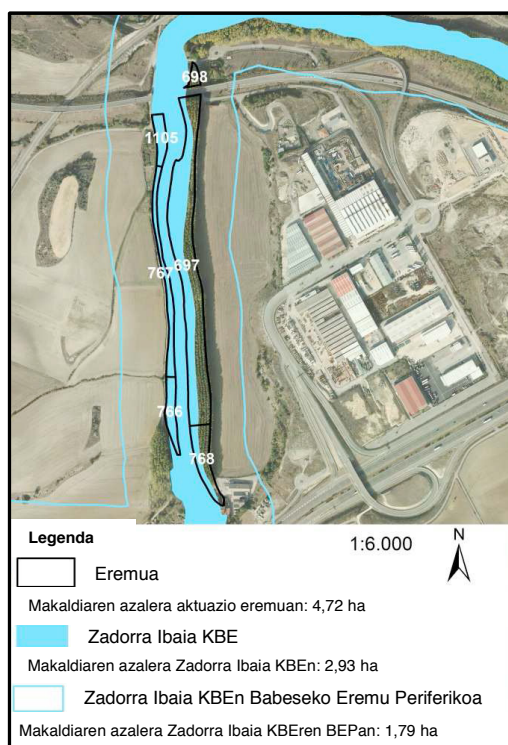 698
1105
767 697
766
768
Legenda
1:6.000
N
Eremua
Makaldiaren azalera aktuazio eremuan: 4,72 ha
Zadorra Ibaia KBE
Makaldiaren azalera Zadorra Ibaia KBEn: 2,93 ha
Zadorra Ibaia KBEn Babeseko Eremu Periferikoa
Makaldiaren azalera Zadorra Ibaia KBEren BEPan: 1,79 ha